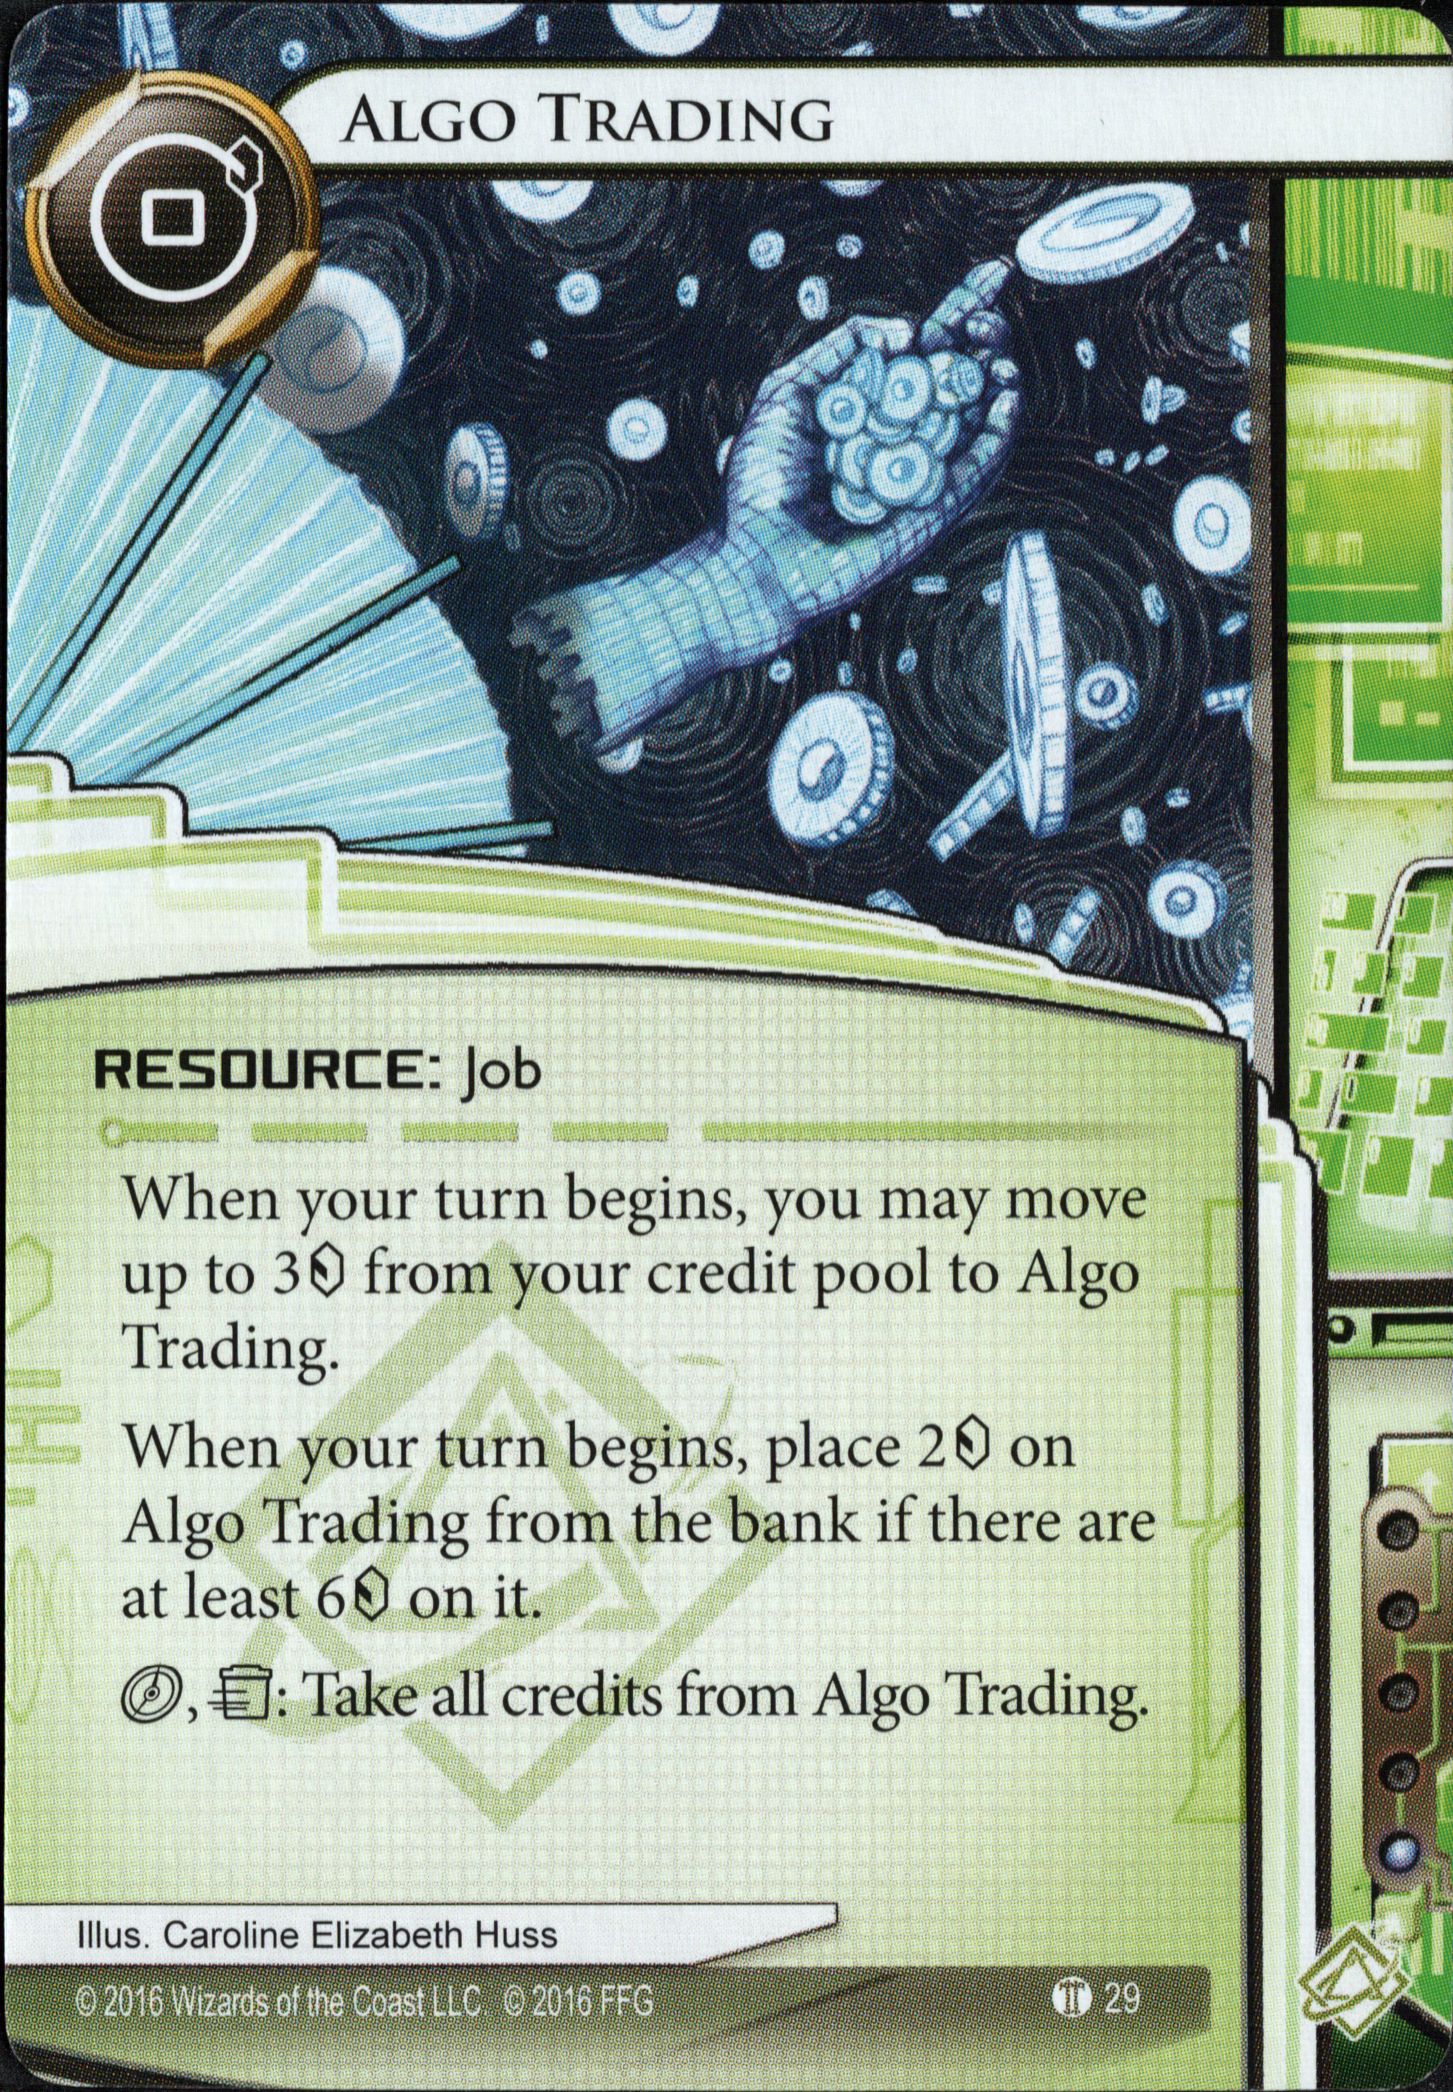 0
ALGO TRADING
RESOURCE: Job
When your turn begins, you may move
up to 3 from your credit pool to Algo
Trading.
When your turn begins, place 2 on
Algo Trading from the bank if there are
at least 6 on it.
, : Take all credits from Algo Trading.
Illus. Caroline Elizabeth Huss
© 2016 Wizards of the Coast LLC © 2016 FFG
29